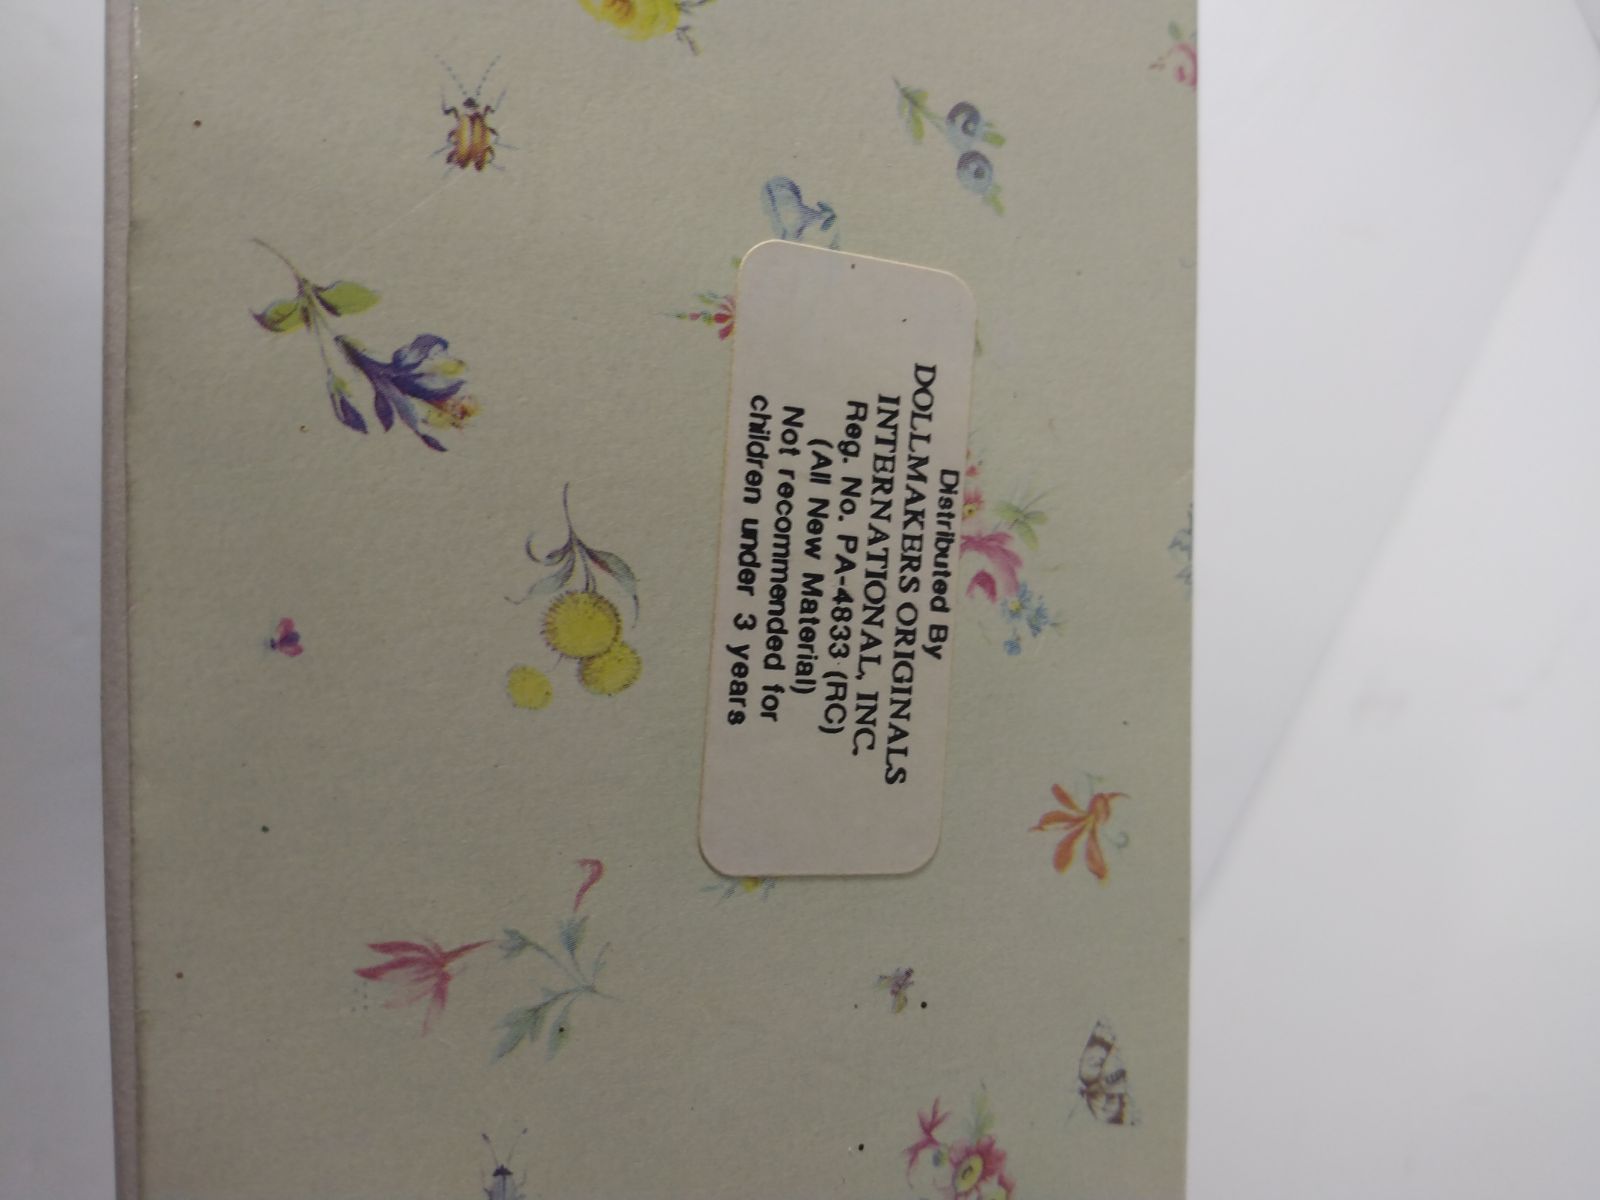 Distributed By
DOLLMAKERS ORIGINALS
INTERNATIONAL, INC.
Reg. No. PA-4833 (RC)
(All New Material)
Not recommended for
children under 3 years